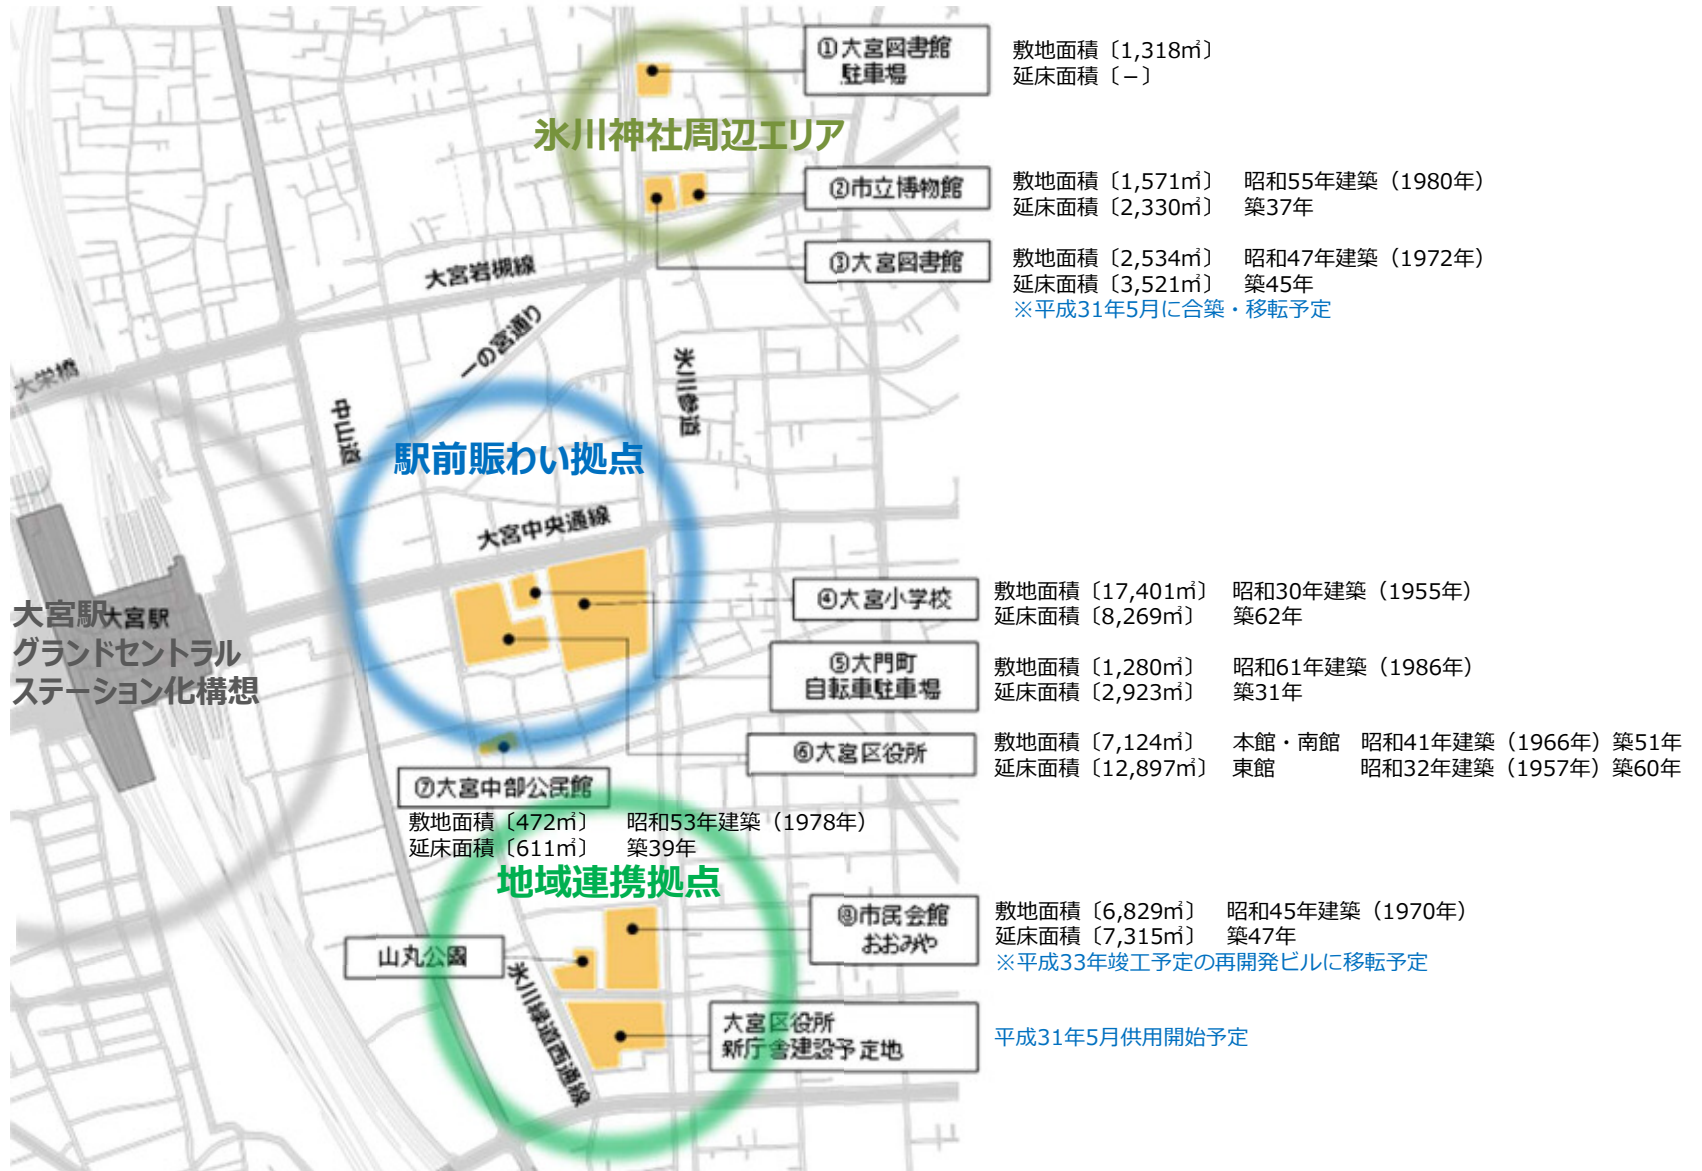 ①大宮図書館
駐車場
敷地面積〔1,318㎡〕
延床面積〔－〕
氷川神社周辺エリア
②市立博物館
敷地面積〔1,571㎡〕 昭和55年建築（1980年）
延床面積〔2,330㎡〕 築37年
③大宮図書館
敷地面積〔2,534㎡〕 昭和47年建築（1972年）
延床面積〔3,521㎡〕 築45年
※平成31年5月に合築・移転予定
大宮岩槻線
一の宮通り
大栄橋
中山道
氷川参道
駅前賑わい拠点
大宮中央通線
大宮駅
大宮駅
グランドセントラル
ステーション化構想
④大宮小学校
敷地面積〔17,401㎡〕 昭和30年建築（1955年）
延床面積〔8,269㎡〕 築62年
⑤大門町
自転車駐車場
敷地面積〔1,280㎡〕 昭和61年建築（1986年）
延床面積〔2,923㎡〕 築31年
⑥大宮区役所
敷地面積〔7,124㎡〕 本館・南館 昭和41年建築（1966年）築51年
延床面積〔12,897㎡〕 東館 昭和32年建築（1957年）築60年
⑦大宮中部公民館
敷地面積〔472㎡〕 昭和53年建築（1978年）
延床面積〔611㎡〕 築39年
地域連携拠点
⑧市民会館
おおみや
敷地面積〔6,829㎡〕 昭和45年建築（1970年）
延床面積〔7,315㎡〕 築47年
※平成33年竣工予定の再開発ビルに移転予定
山丸公園
氷川緑道西通線
大宮区役所
新庁舎建設予定地
平成31年5月供用開始予定